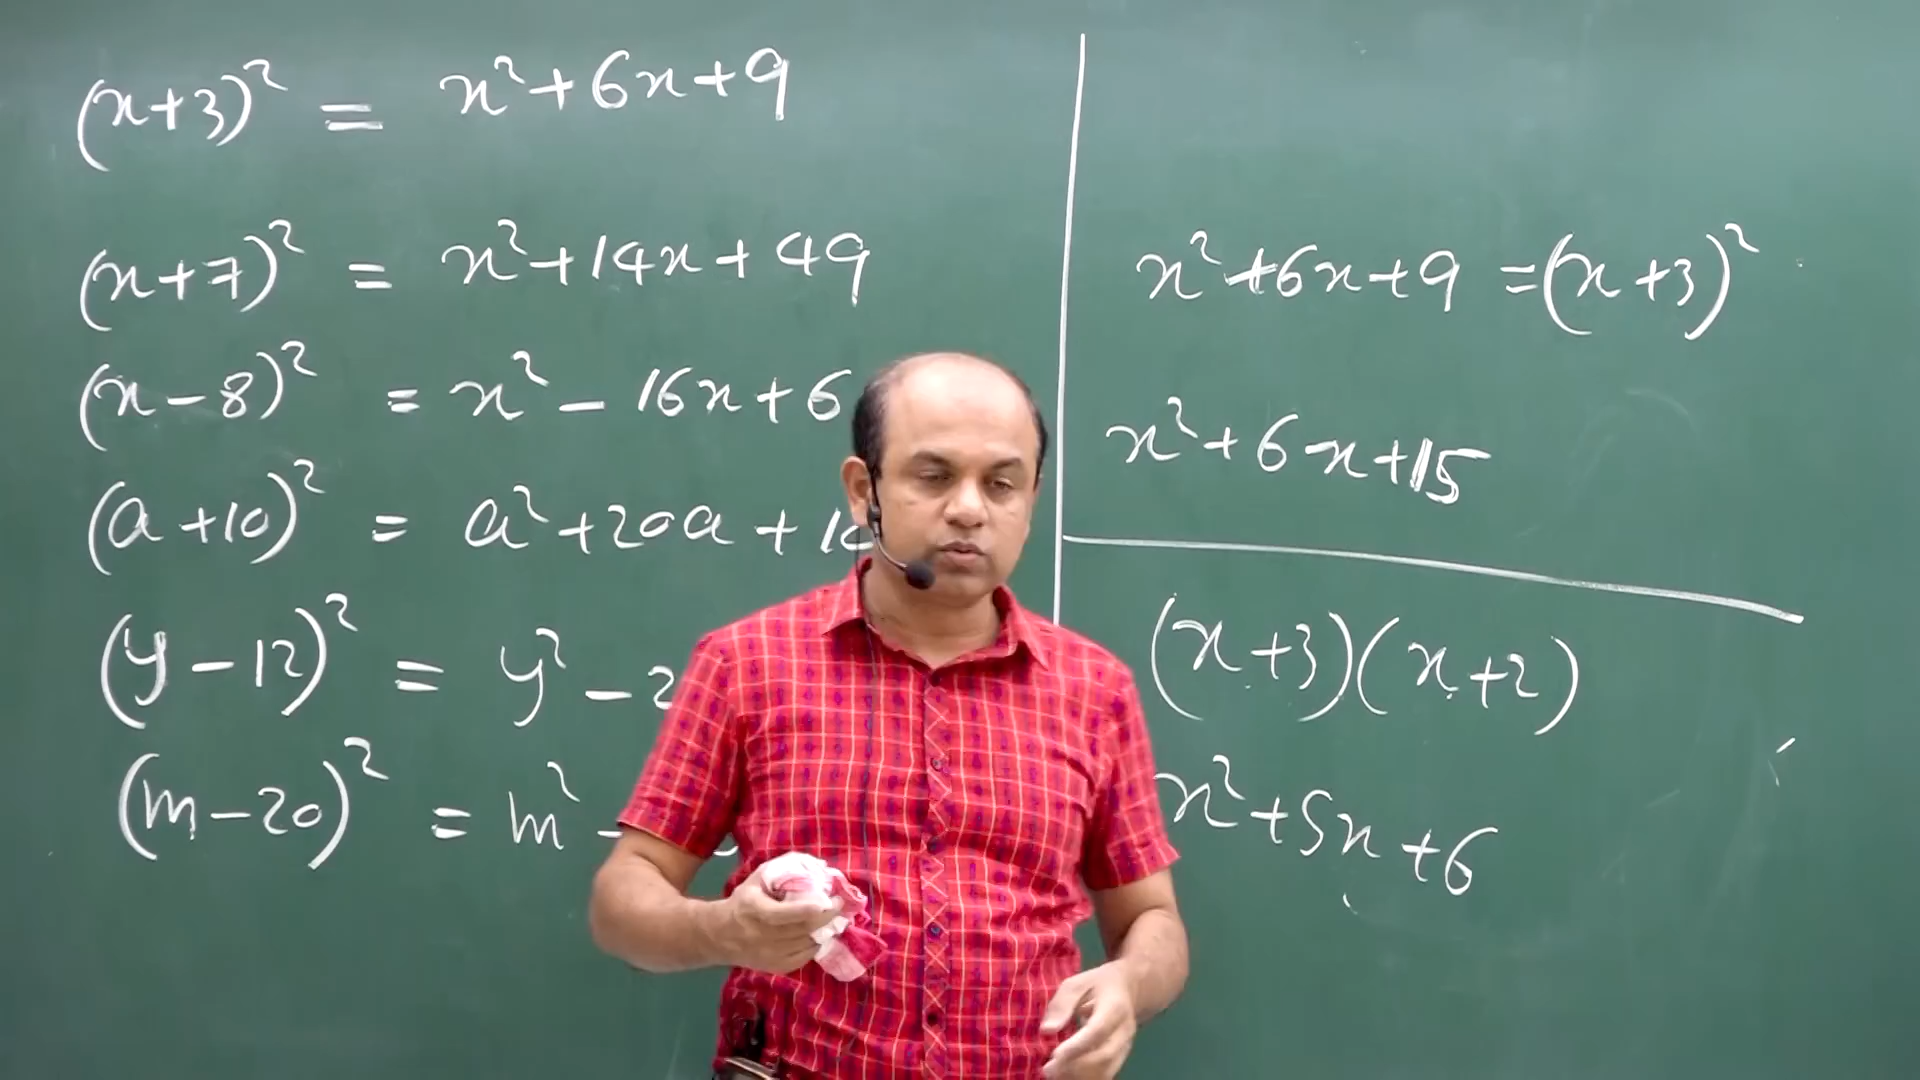 (x+3)² = x²+6x+9
(x+7)² = x²+14x+49
(x-8)² = x²-16x+6
(a+10)² = a²+20a+10
(y-12)² = y²-2
(m-20)² = m²-
x²+6x+9 =(x+3)²
x²+6x+15
(x+3)(x+2)
x²+5x+6